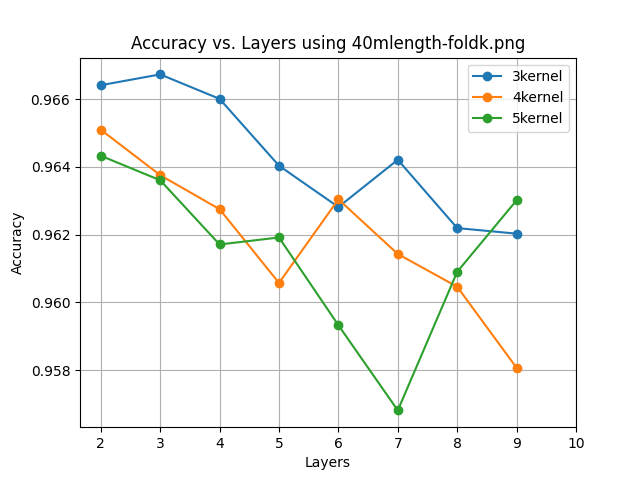 Accuracy vs. Layers using 40mlength-foldk.png
3kernel
4kernel
5kernel
0.966
0.964
0.962
0.960
0.958
Accuracy
2 3 4 5 6 7 8 9 10
Layers